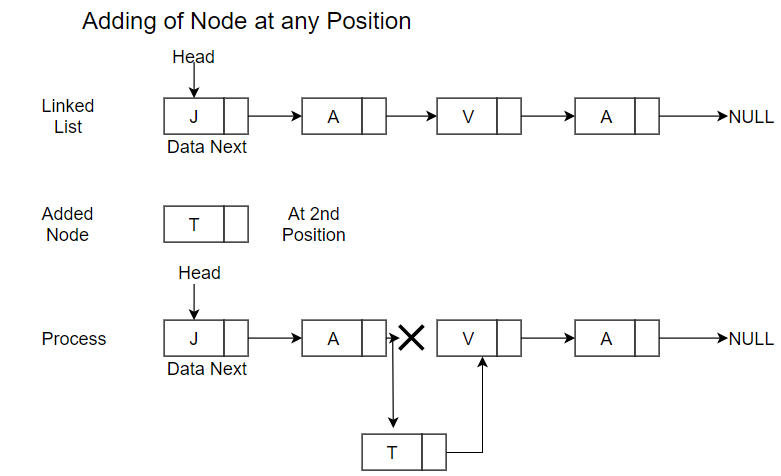 Adding of Node at any Position
Head
Linked
List
J
A
V
A
NULL
Data Next
Added
Node
T
At 2nd
Position
Head
Process
J
A
V
A
NULL
Data Next
T